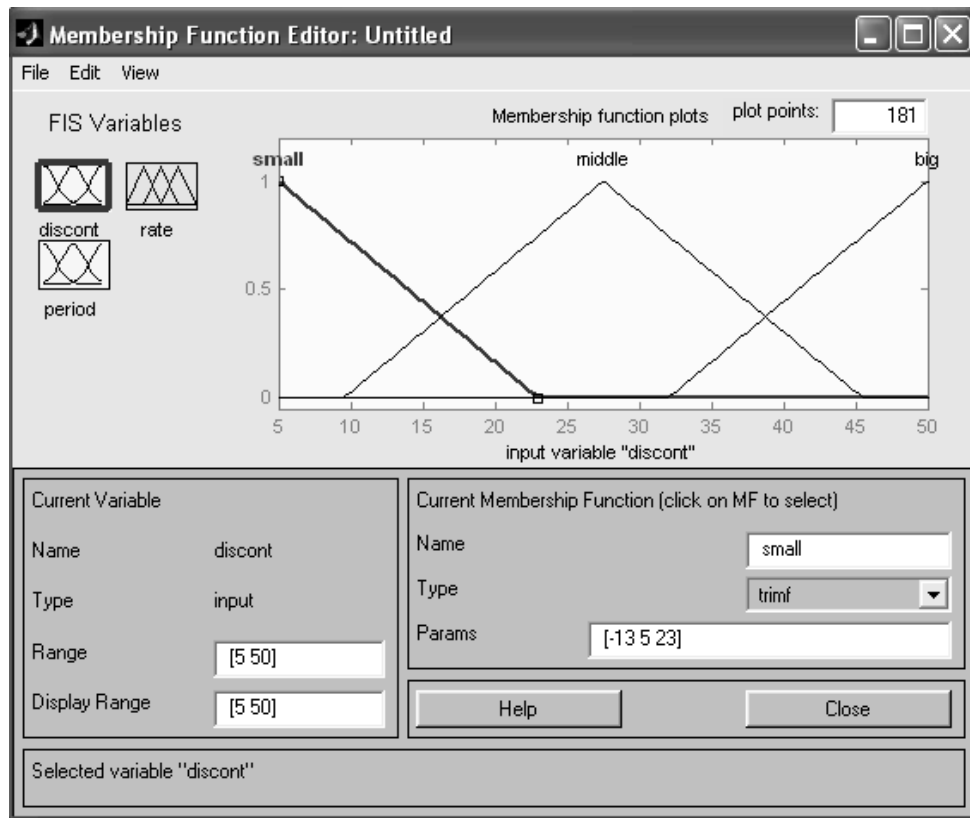 Membership Function Editor: Untitled
File Edit View
FIS Variables
Membership function plots plot points: 181
discont
rate
period
small
middle
big
1
0.5
0
5 10 15 20 25 30 35 40 45 50
input variable "discont"
Current Variable
Name discont
Type input
Range [5 50]
Display Range [5 50]
Current Membership Function (click on MF to select)
Name small
Type trimf
Params [-13 5 23]
Help
Close
Selected variable "discont"